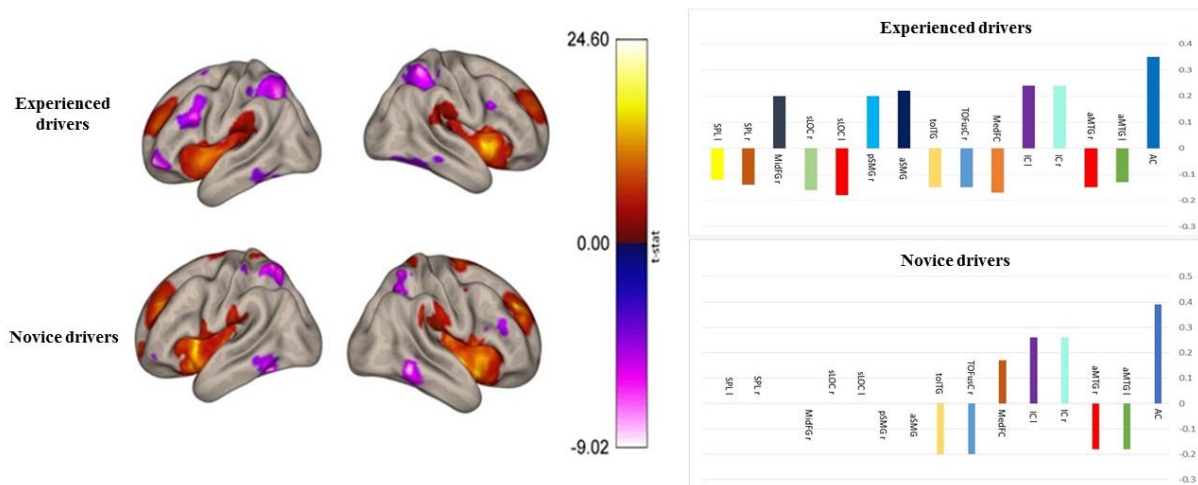 Experienced
drivers
Novice drivers
24.60
0.00
-9.02
t-stat
Experienced drivers
0.4
0.3
0.2
0.1
0
-0.1
-0.2
-0.3
SPL l
SPL r
MidFG r
sLOC r
sLOC l
pSMG r
aSMG
toITG
TOFusC r
MedFC
IC l
IC r
aMTG r
aMTG l
AC
Novice drivers
0.5
0.4
0.3
0.2
0.1
0
-0.1
-0.2
-0.3
SPL l
SPL r
MidFG r
sLOC r
sLOC l
pSMG r
aSMG
toITG
TOFusC r
MedFC
IC l
IC r
aMTG r
aMTG l
AC